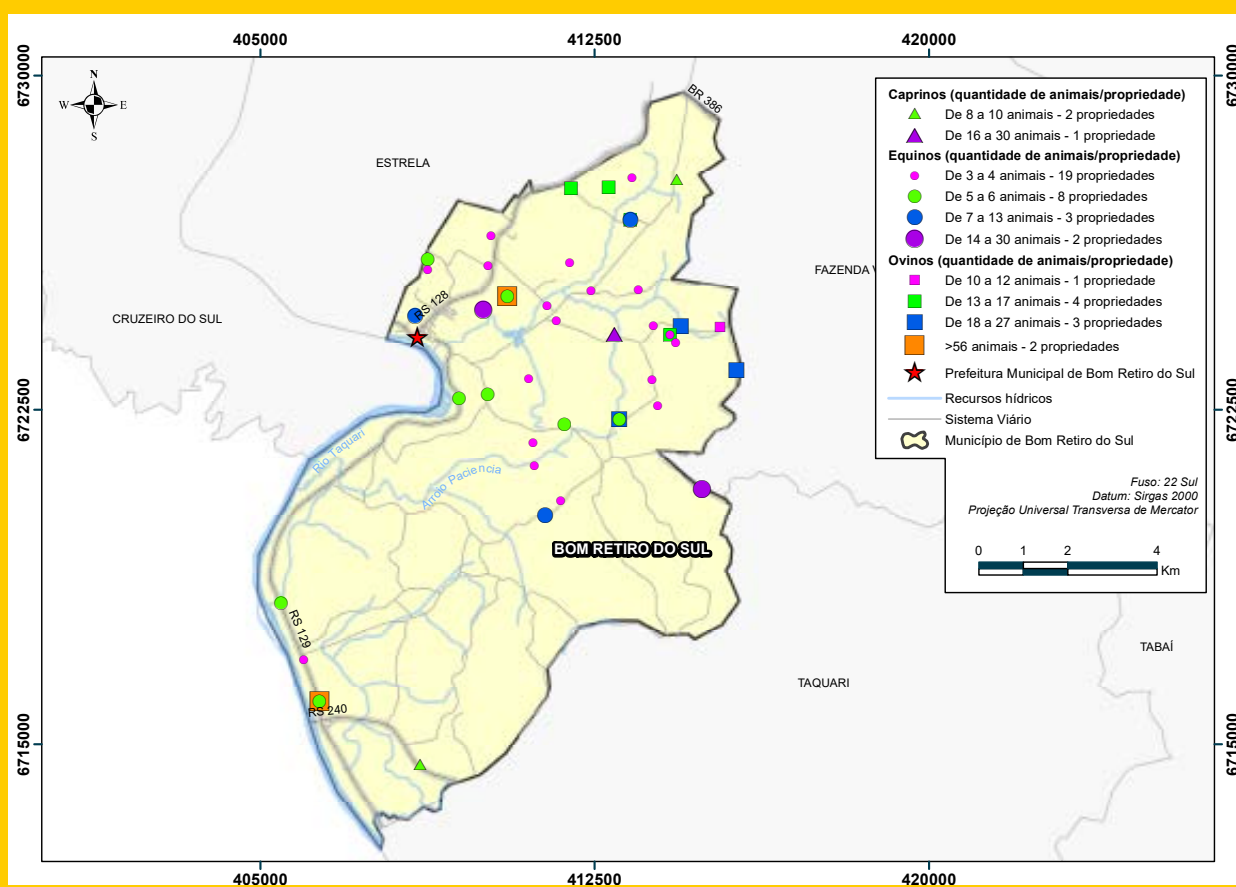 405000
412500
420000
6730000
6730000
N
W
E
S
BR 386
ESTRELA
Caprinos (quantidade de animais/propriedade)
De 8 a 10 animais - 2 propriedades
De 16 a 30 animais - 1 propriedade
Equinos (quantidade de animais/propriedade)
De 3 a 4 animais - 19 propriedades
De 5 a 6 animais - 8 propriedades
De 7 a 13 animais - 3 propriedades
De 14 a 30 animais - 2 propriedades
Ovinos (quantidade de animais/propriedade)
De 10 a 12 animais - 1 propriedade
De 13 a 17 animais - 4 propriedades
De 18 a 27 animais - 3 propriedades
>56 animais - 2 propriedades
Prefeitura Municipal de Bom Retiro do Sul
Recursos hídricos
Sistema Viário
Município de Bom Retiro do Sul
FAZENDA
CRUZEIRO DO SUL
RS 128
6722500
6722500
Rio Taquari
Arroio Paciencia
Fuso: 22 Sul
Datum: Sirgas 2000
Projeção Universal Transversa de Mercator
0 1 2 4
Km
BOM RETIRO DO SUL
RS 129
TABAÍ
TAQUARI
RS 240
6715000
6715000
405000
412500
420000